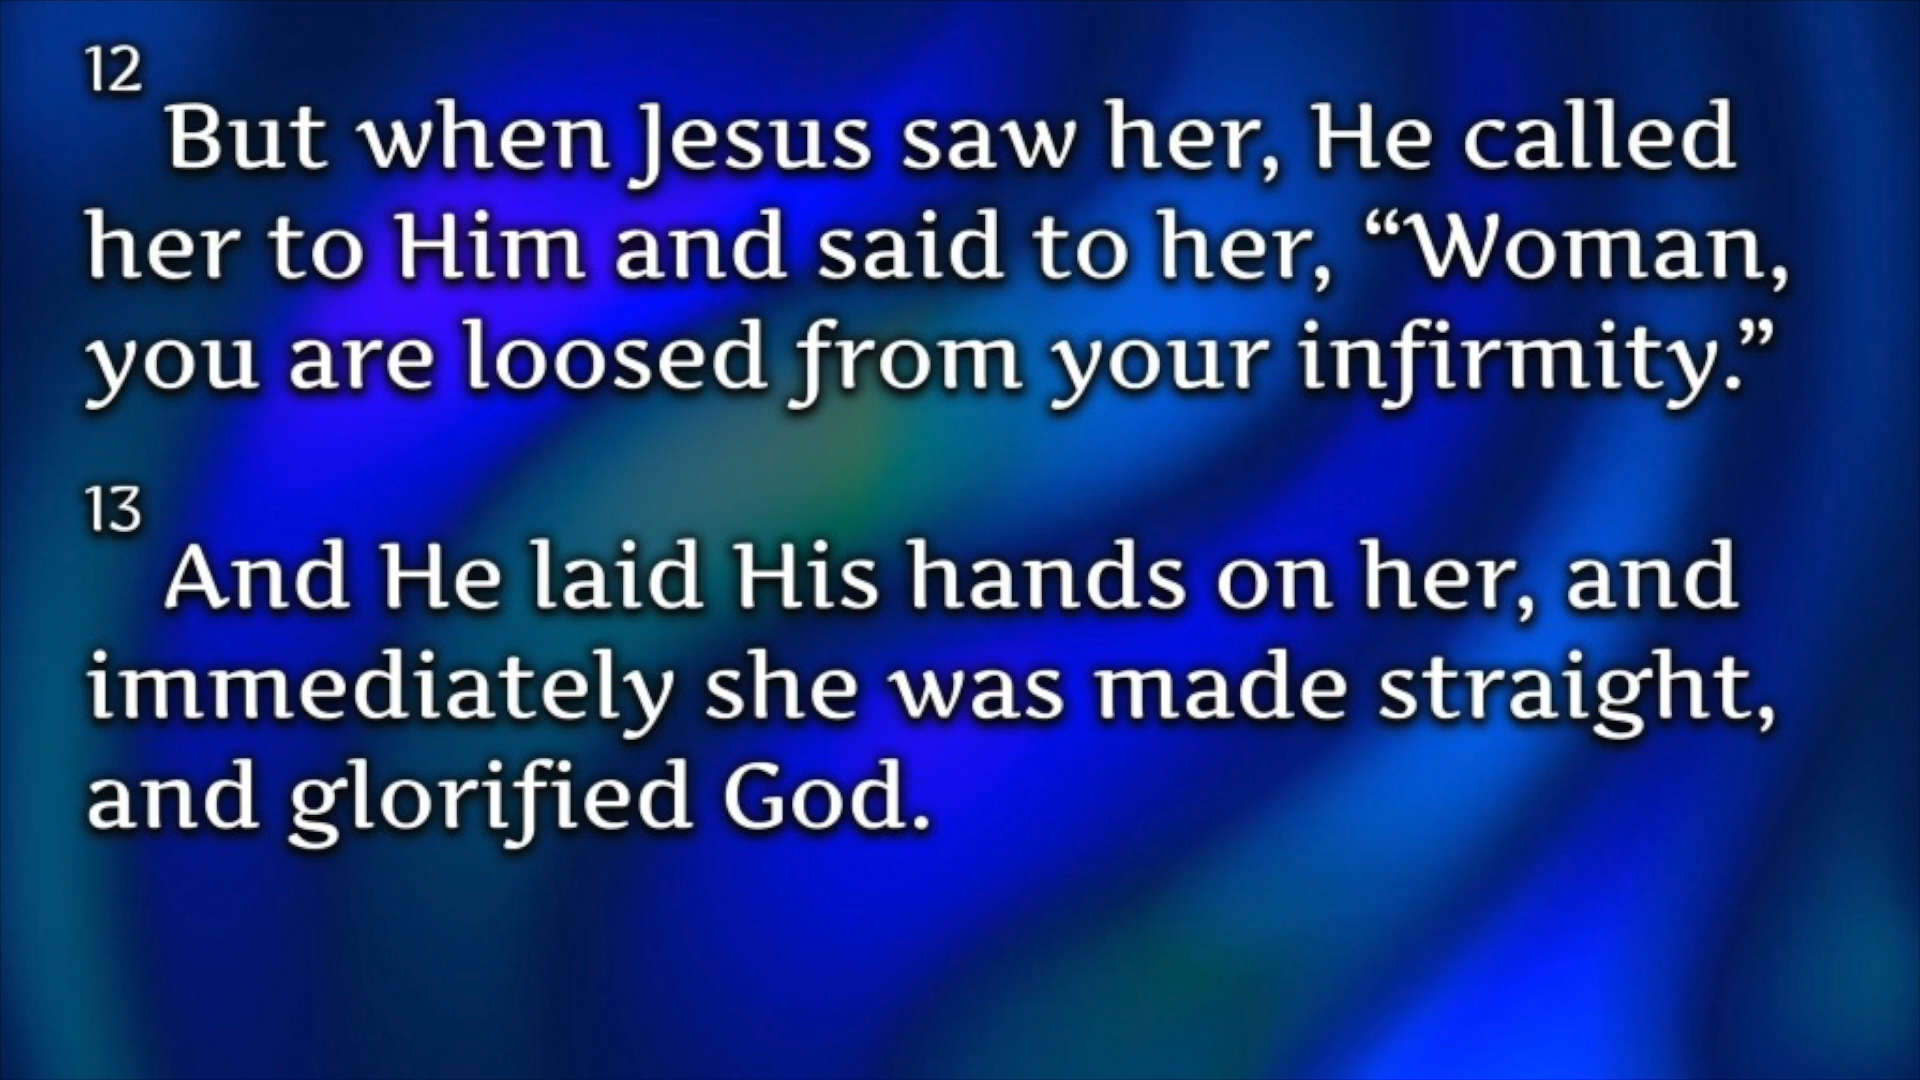 12
But when Jesus saw her, He called
her to Him and said to her, “Woman,
you are loosed from your infirmity.”
13
And He laid His hands on her, and
immediately she was made straight,
and glorified God.